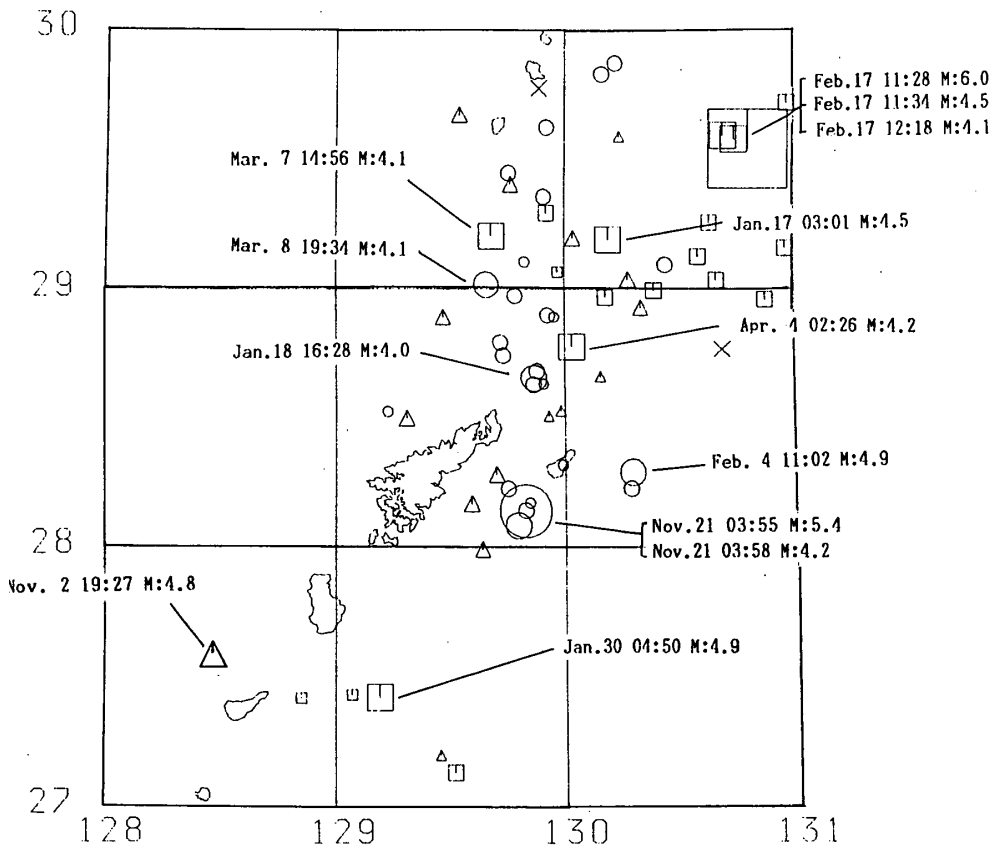 30
Feb.17 11:28 M:6.0
Feb.17 11:34 M:4.5
Feb.17 12:18 M:4.1
Mar. 7 14:56 M:4.1
Jan.17 03:01 M:4.5
Mar. 8 19:34 M:4.1
29
Apr. 4 02:26 M:4.2
Jan.18 16:28 M:4.0
Feb. 4 11:02 M:4.9
Nov.21 03:55 M:5.4
28
Nov.21 03:58 M:4.2
Nov. 2 19:27 M:4.8
Jan.30 04:50 M:4.9
27
128 129 130 131